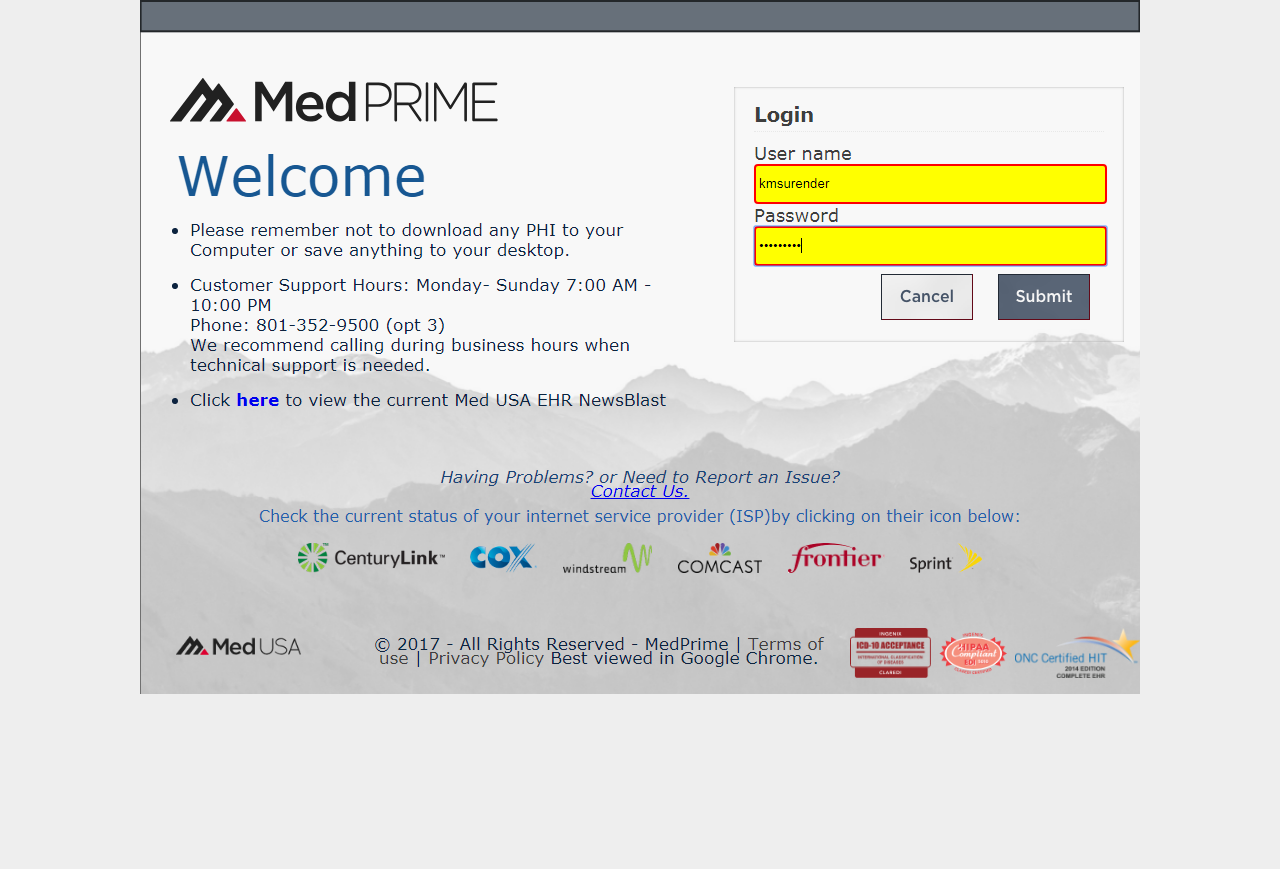 MedPRIME
Welcome
Please remember not to download any PHI to your
Computer or save anything to your desktop.
Customer Support Hours: Monday- Sunday 7:00 AM -
10:00 PM
Phone: 801-352-9500 (opt 3)
We recommend calling during business hours when
technical support is needed.
Click here to view the current Med USA EHR NewsBlast
Login
User name
kmsurender
Password
•••••••••
Cancel
Submit
Having Problems? or Need to Report an Issue?
Contact Us.
Check the current status of your internet service provider (ISP)by clicking on their icon below:
CenturyLink™
COX
windstream
COMCAST
frontier
Sprint
Med USA
© 2017 - All Rights Reserved - MedPrime | Terms of
use | Privacy Policy Best viewed in Google Chrome.
INGENIX
ICD-10 ACCEPTANCE
INTERNATIONAL CLASSIFICATION
OF DISEASES
CLAREDI
HIPAA
Compliant
EDI
ONC Certified HIT
2014 EDITION
COMPLETE EHR